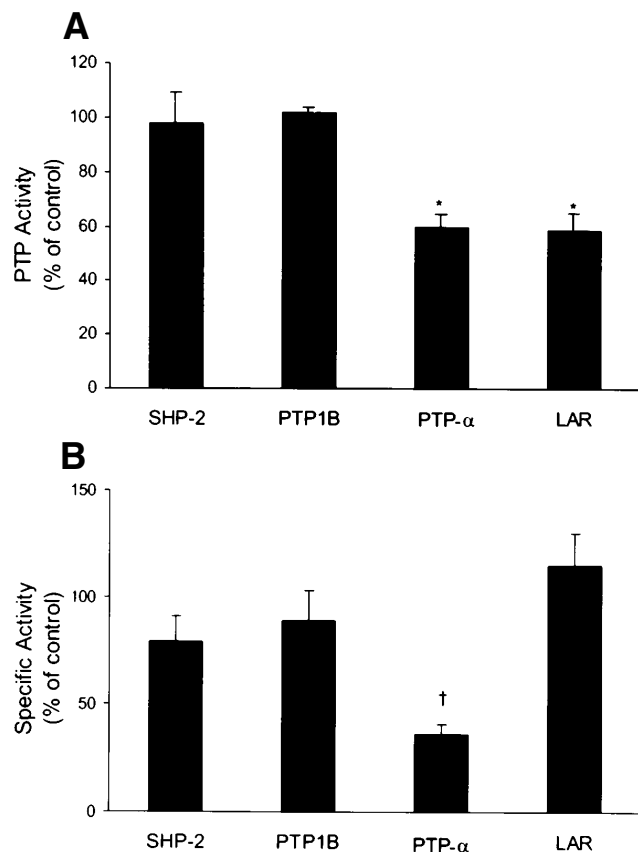 A
120
100
80
60
40
20
0
PTP Activity
(% of control)
*
*
SHP-2 PTP1B PTP-α LAR
B
150
100
50
0
Specific Activity
(% of control)
†
SHP-2 PTP1B PTP-α LAR